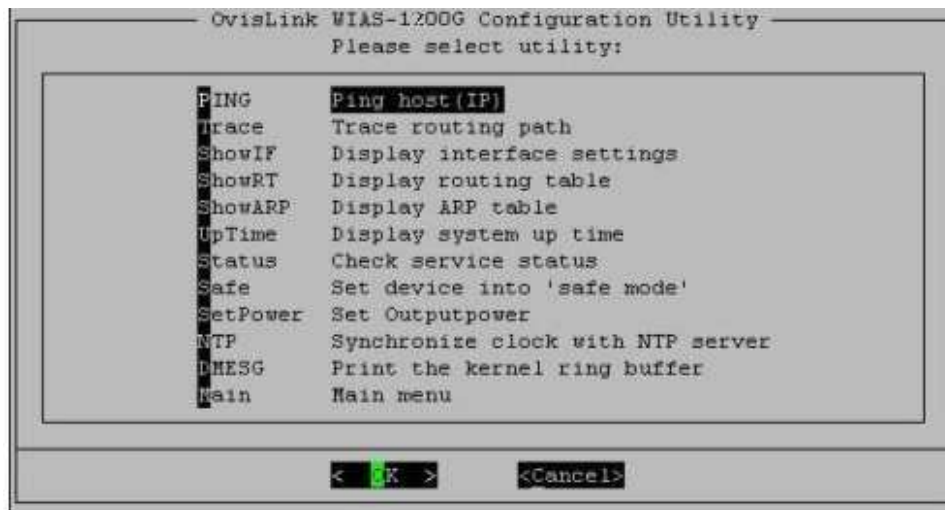 OvisLink WIAS-1200G Configuration Utility
Please select utility:
PING Ping host(IP)
Trace Trace routing path
ShowIF Display interface settings
ShowRT Display routing table
ShowARP Display ARP table
UpTime Display system up time
Status Check service status
Safe Set device into 'safe mode'
SetPower Set Outputpower
NTP Synchronize clock with NTP server
DMESG Print the kernel ring buffer
Main Main menu
< OK > <Cancel>